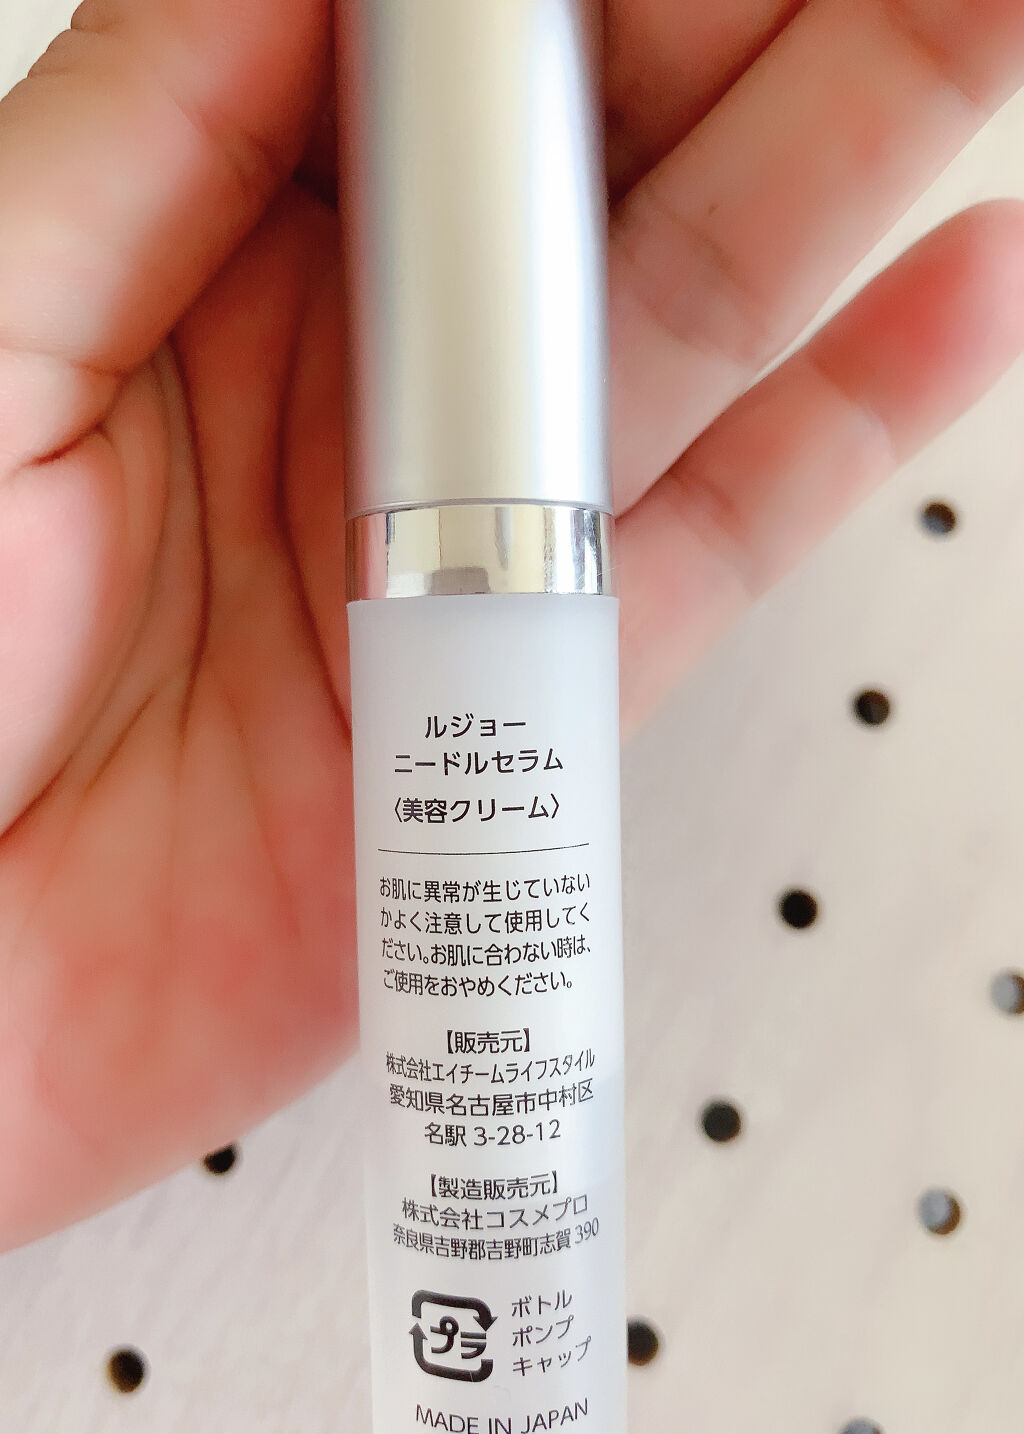 ルジョー
ニードルセラム
〈美容クリーム〉
お肌に異常が生じていない
かよく注意して使用してく
ださい。お肌に合わない時は、
ご使用をおやめください。
【販売元】
株式会社エイチームライフスタイル
愛知県名古屋市中村区
名駅 3-28-12
【製造販売元】
株式会社コスメプロ
奈良県吉野郡吉野町志賀 390
プラ
ボトル
ポンプ
キャップ
MADE IN JAPAN